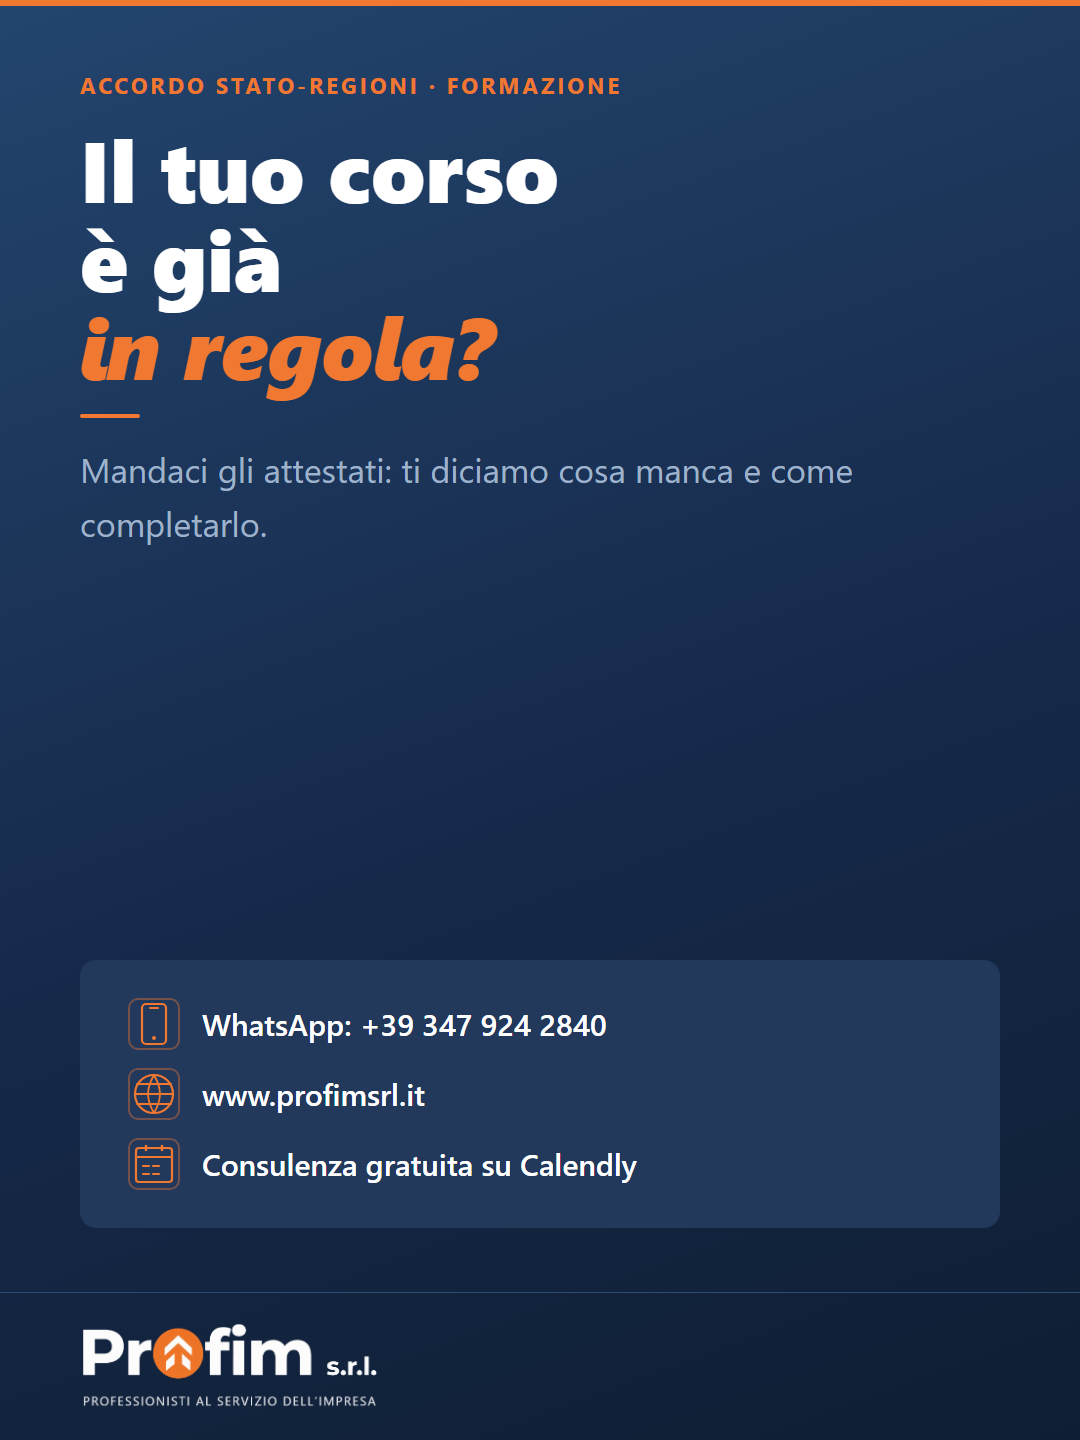 ACCORDO STATO-REGIONI · FORMAZIONE
Il tuo corso
è già
in regola?
Mandaci gli attestati: ti diciamo cosa manca e come
completarlo.
WhatsApp: +39 347 924 2840
www.profimsrl.it
Consulenza gratuita su Calendly
Profim s.r.l.
PROFESSIONISTI AL SERVIZIO DELL'IMPRESA